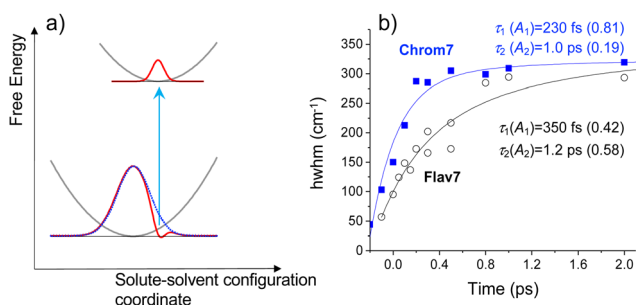 a)
Free Energy
Solute-solvent configuration
coordinate
b)
hwhm (cm⁻¹)
400
350
300
250
200
150
100
50
0
Chrom7
τ₁ (A₁)=230 fs (0.81)
τ₂ (A₂)=1.0 ps (0.19)
τ₁(A₁)=350 fs (0.42)
τ₂(A₂)=1.2 ps (0.58)
Flav7
0.0 0.4 0.8 1.2 1.6 2.0
Time (ps)